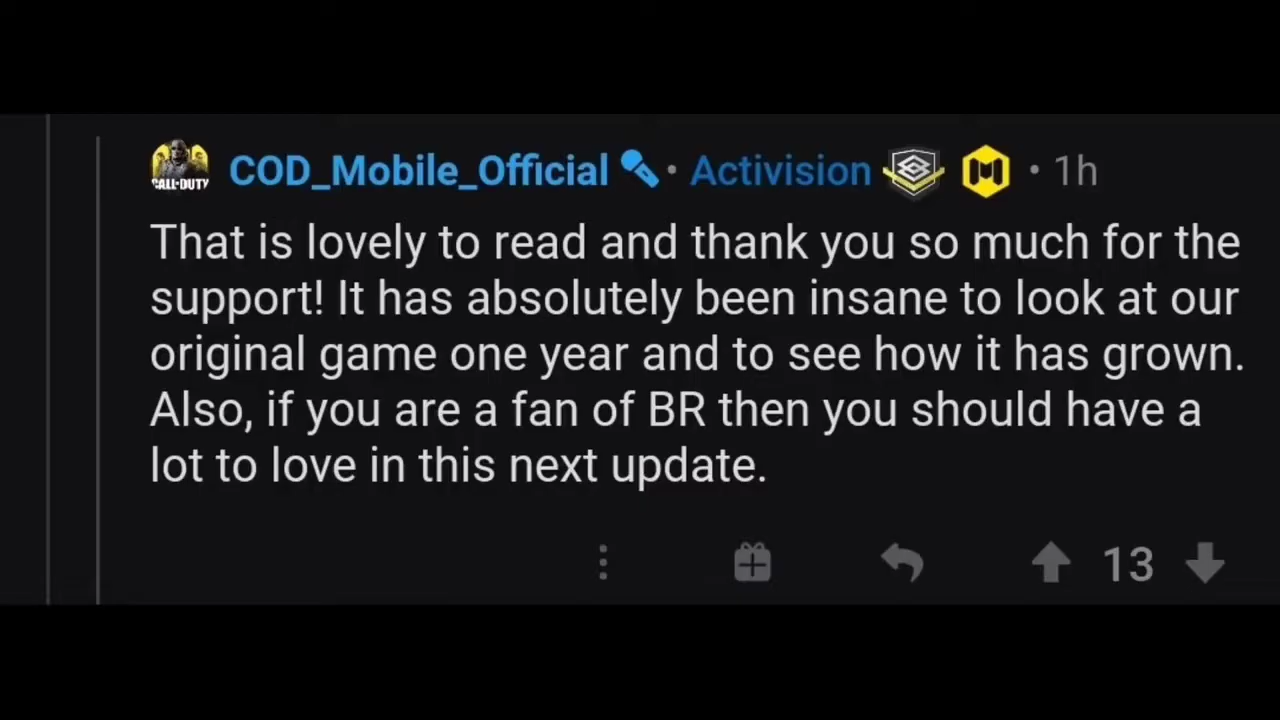 CALL·DUTY COD_Mobile_Official • Activision • 1h
That is lovely to read and thank you so much for the
support! It has absolutely been insane to look at our
original game one year and to see how it has grown.
Also, if you are a fan of BR then you should have a
lot to love in this next update.
13